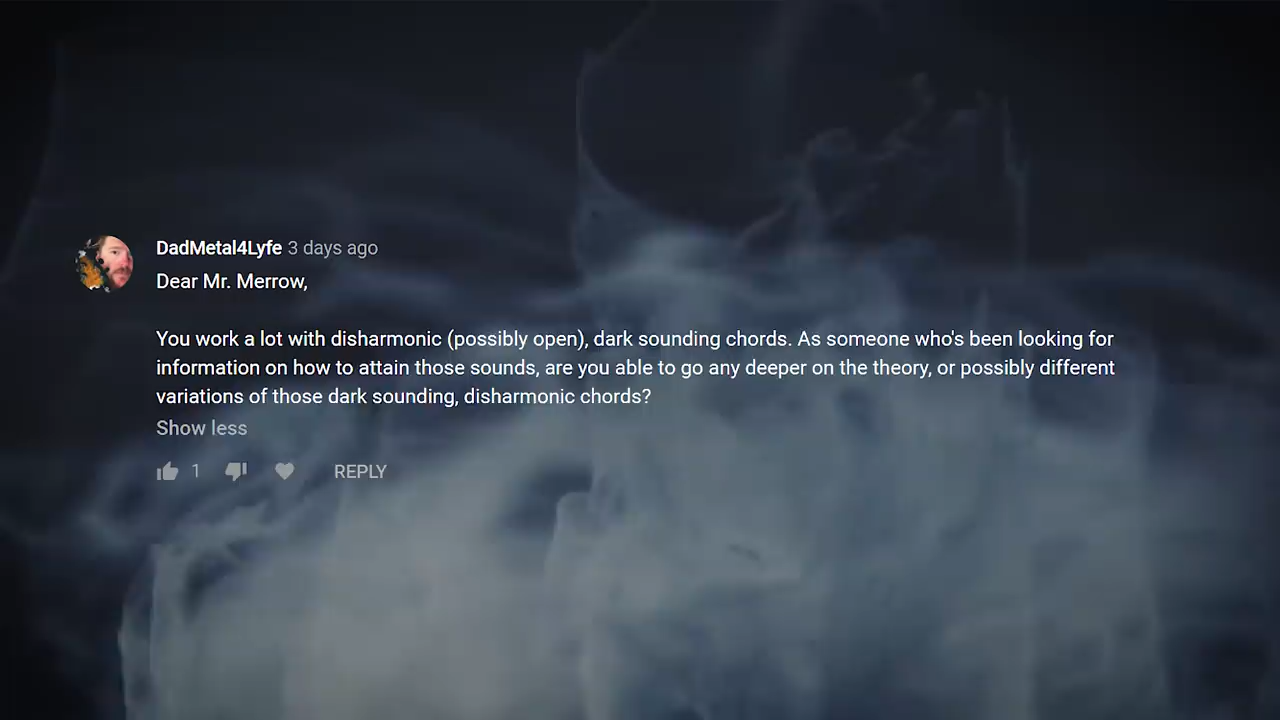 DadMetal4Lyfe 3 days ago
Dear Mr. Merrow,
You work a lot with disharmonic (possibly open), dark sounding chords. As someone who's been looking for
information on how to attain those sounds, are you able to go any deeper on the theory, or possibly different
variations of those dark sounding, disharmonic chords?
Show less
1 REPLY